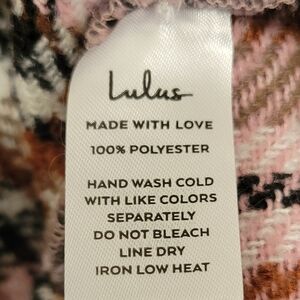 Lulus
MADE WITH LOVE
100% POLYESTER
HAND WASH COLD
WITH LIKE COLORS
SEPARATELY
DO NOT BLEACH
LINE DRY
IRON LOW HEAT